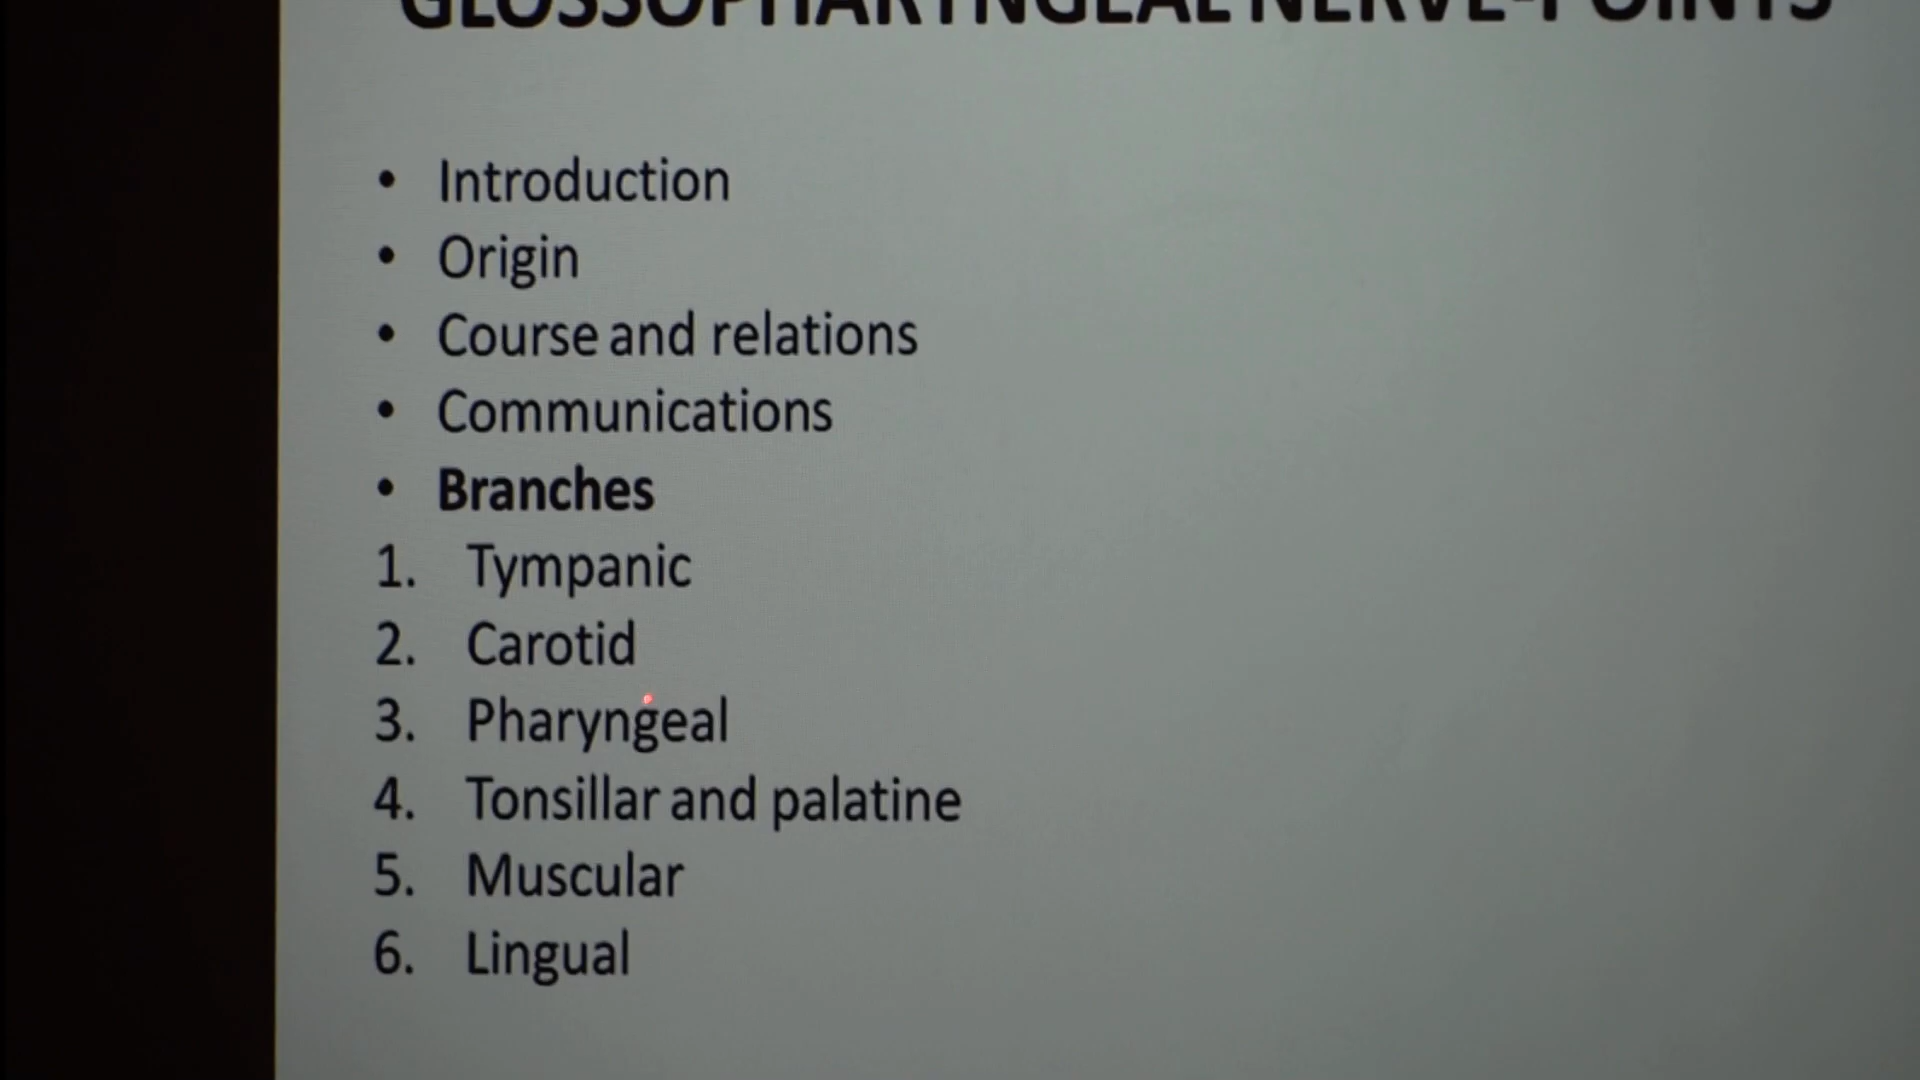 GLOSSOPHARYNGEAL NERVE-POINTS
• Introduction
• Origin
• Course and relations
• Communications
• Branches
1. Tympanic
2. Carotid
3. Pharyngeal
4. Tonsillar and palatine
5. Muscular
6. Lingual